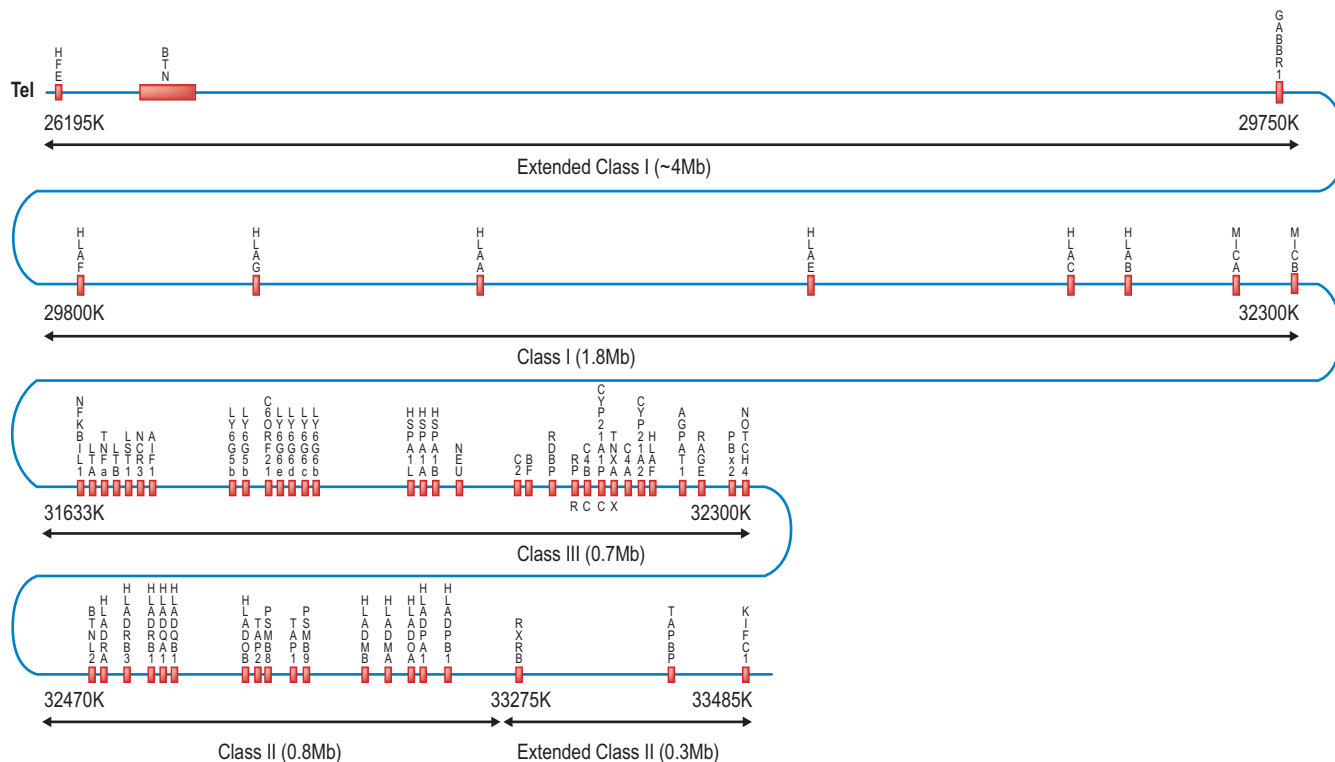 HFE
BTN
GABBR1
Tel
26195K
29750K
Extended Class I (~4Mb)
HLAF
HLAG
HLAA
HLAE
HLAC
HLAB
MICA
MICB
29800K
32300K
Class I (1.8Mb)
NFKBIL1
LTA
TNFa
LTB
LST1
NCR3
AIF1
LY6G5b
LY6G5b
C6ORF21
LY6G6e
LY6G6d
LY6G6c
LY6G6b
HSPA1L
HSPA1A
HSPA1B
NEU
C2
BF
RDBP
RP
C4B
CYP21A1P
TNXA
C4A
CYP21A2
HLAF
AGPAT1
RAGE
PBx2
NOTCH4
R
C
C
X
31633K
32300K
Class III (0.7Mb)
BTNL2
HLADRA
HLADRB3
HLADRB1
HLADQA1
HLADQB1
HLADOB
TAP2
PSMB8
TAP1
PSMB9
HLADMB
HLADMA
HLADOA
HLADPA1
HLADPB1
RXRB
TAPBP
KIFC1
32470K
33275K
33485K
Class II (0.8Mb)
Extended Class II (0.3Mb)